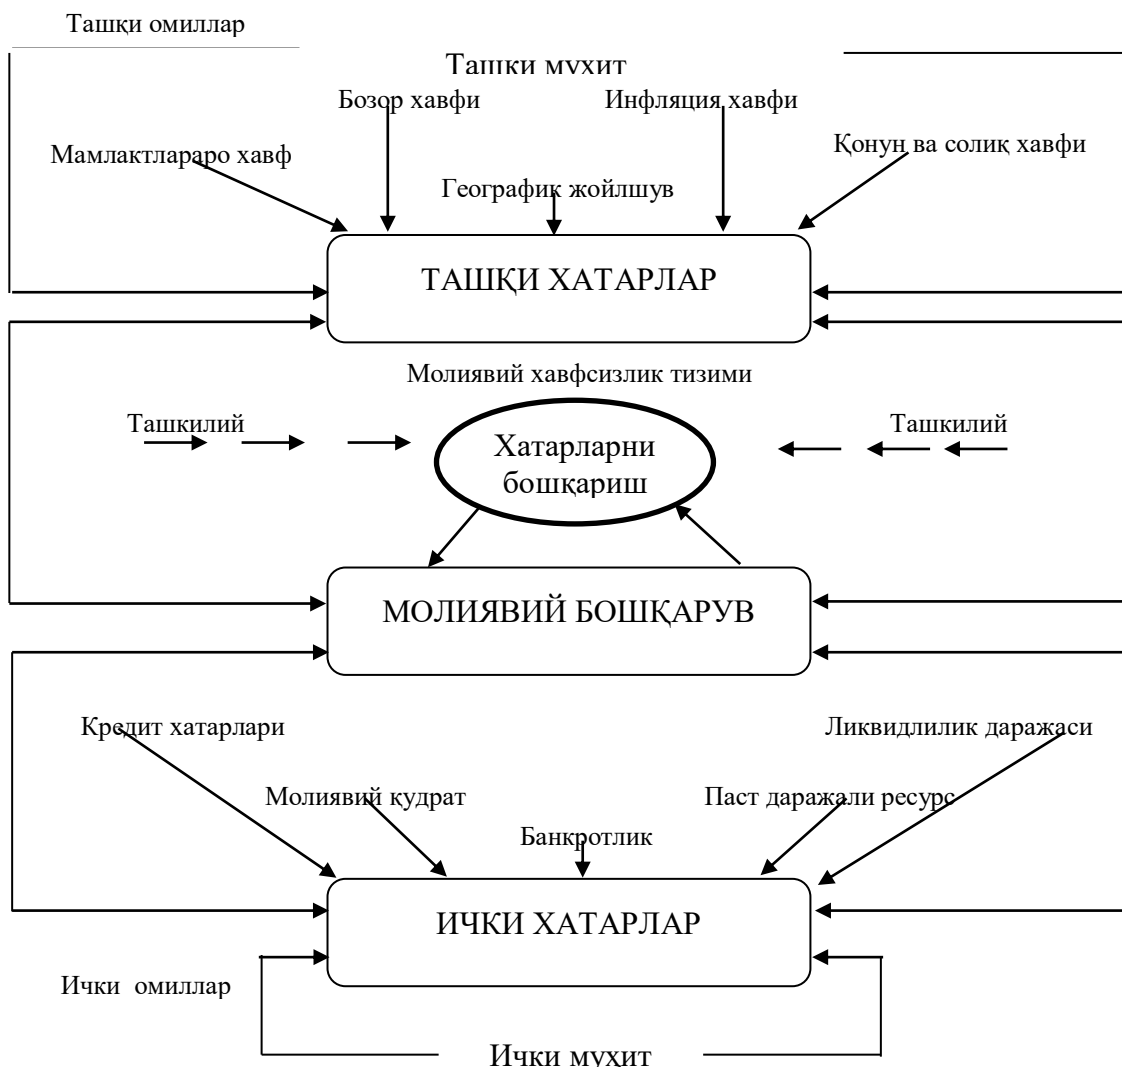 Ташқи омиллар
Ташқи муҳит
Бозор хавфи
Инфляция хавфи
Мамлактлараро хавф
Қонун ва солиқ хавфи
Географик жойлшув
ТАШҚИ ХАТАРЛАР
Молиявий хавфсизлик тизими
Ташкилий
Ташкилий
Хатарларни
бошқариш
МОЛИЯВИЙ БОШҚАРУВ
Кредит хатарлари
Ликвидлилик даражаси
Молиявий қудрат
Паст даражали ресурс
Банкротлик
ИЧКИ ХАТАРЛАР
Ички омиллар
Ички муҳит